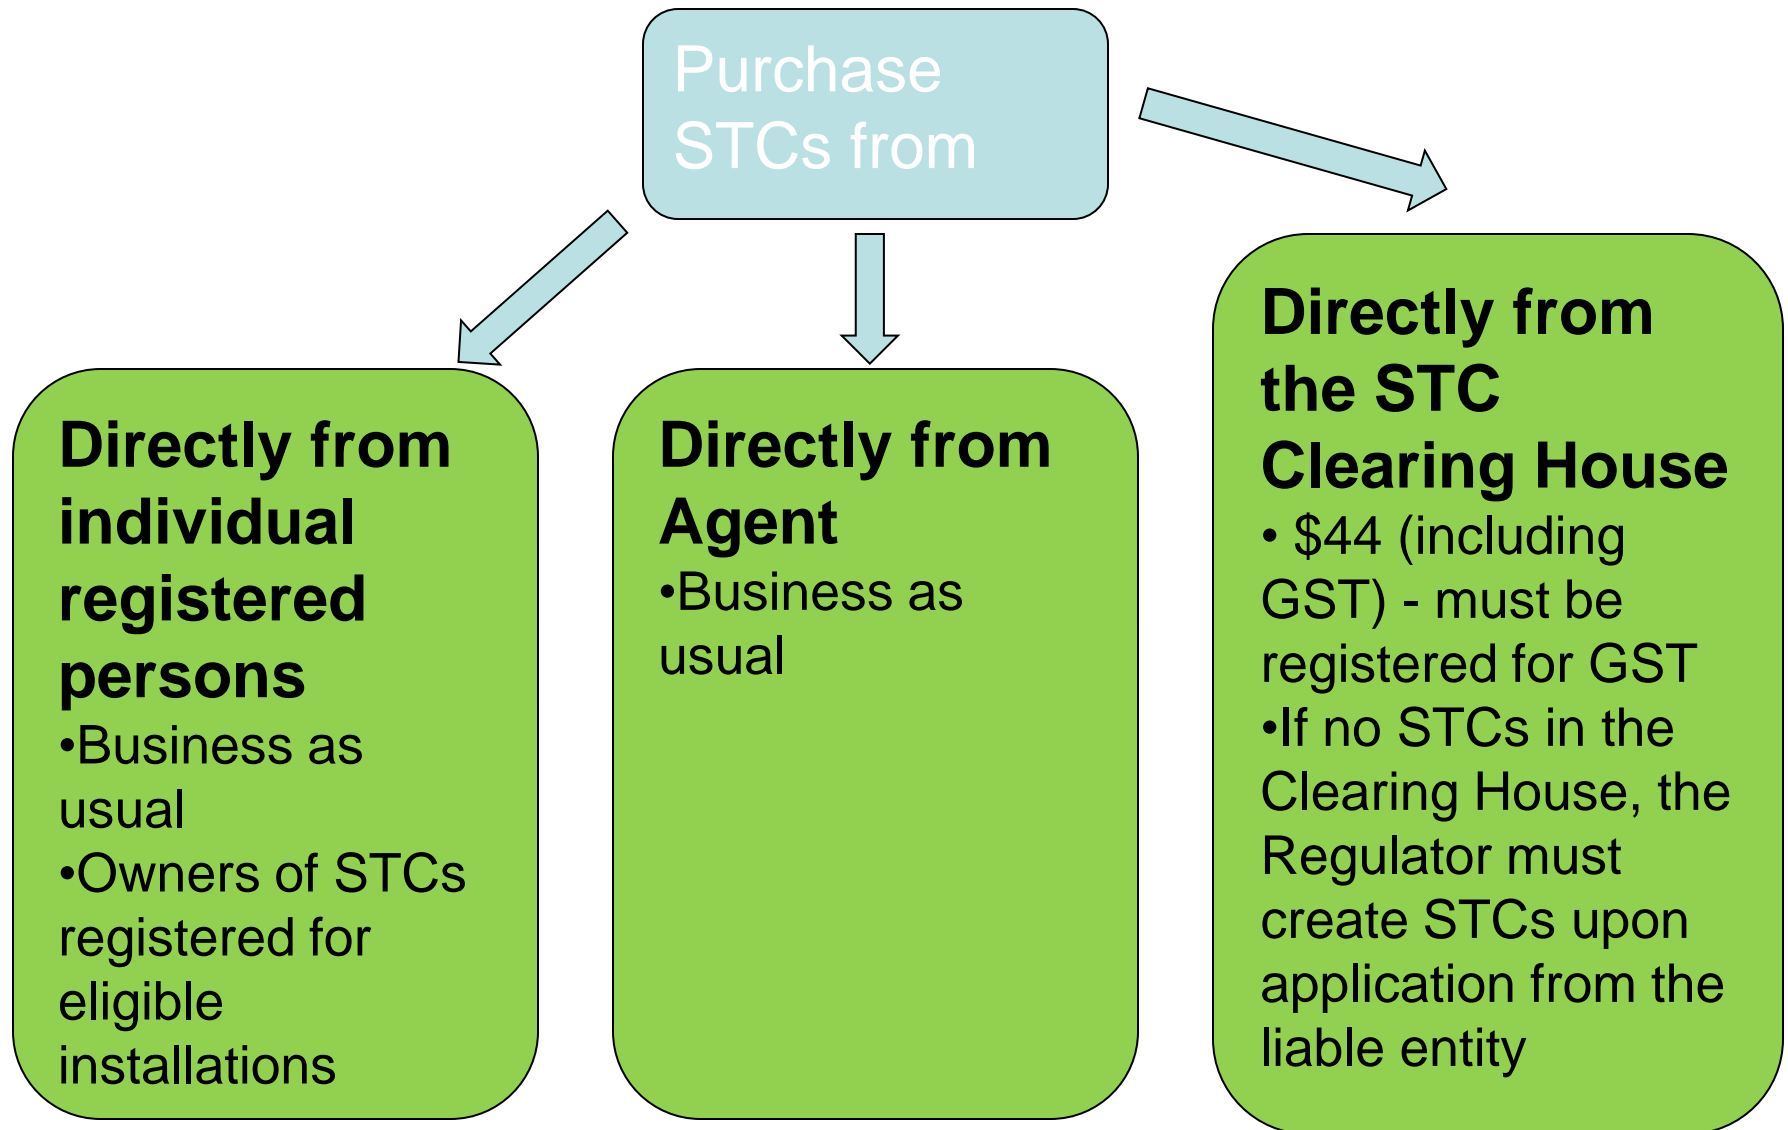 Purchase
STCs from
Directly from
individual
registered
persons
•Business as
usual
•Owners of STCs
registered for
eligible
installations
Directly from
Agent
•Business as
usual
Directly from
the STC
Clearing House
• $44 (including
GST) - must be
registered for GST
•If no STCs in the
Clearing House, the
Regulator must
create STCs upon
application from the
liable entity